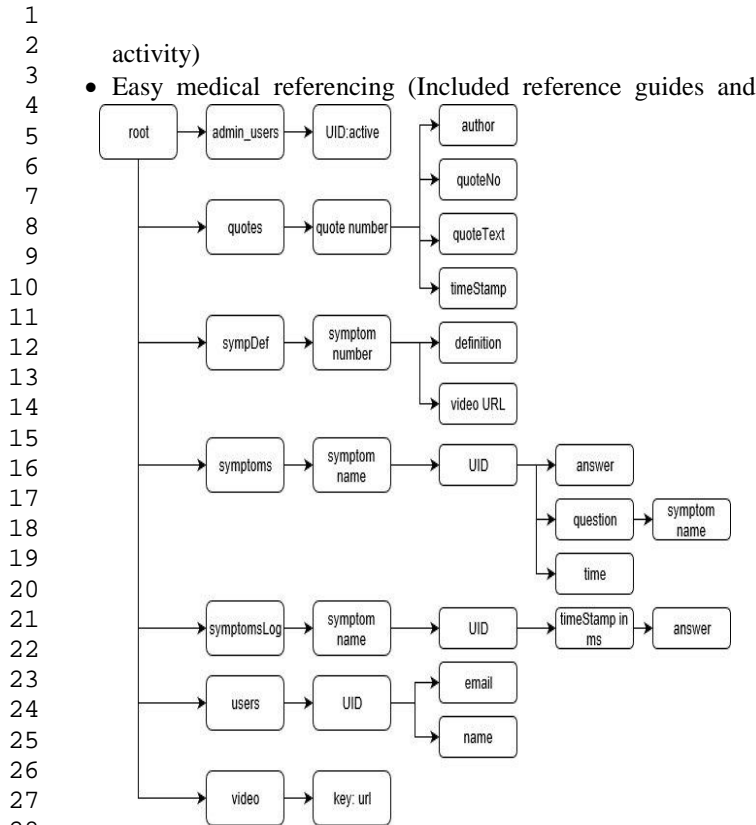 1
2
activity)
3
• Easy medical referencing (Included reference guides and
4
5
root
admin_users
UID:active
author
6
quoteNo
7
8
quotes
quote number
quoteText
9
10
timeStamp
11
12
sympDef
symptom
number
definition
13
14
video URL
15
16
symptoms
symptom
name
UID
answer
17
18
question
symptom
name
19
time
20
21
symptomsLog
symptom
name
UID
timeStamp in
ms
answer
22
23
email
24
users
UID
25
name
26
27
video
key: url
28